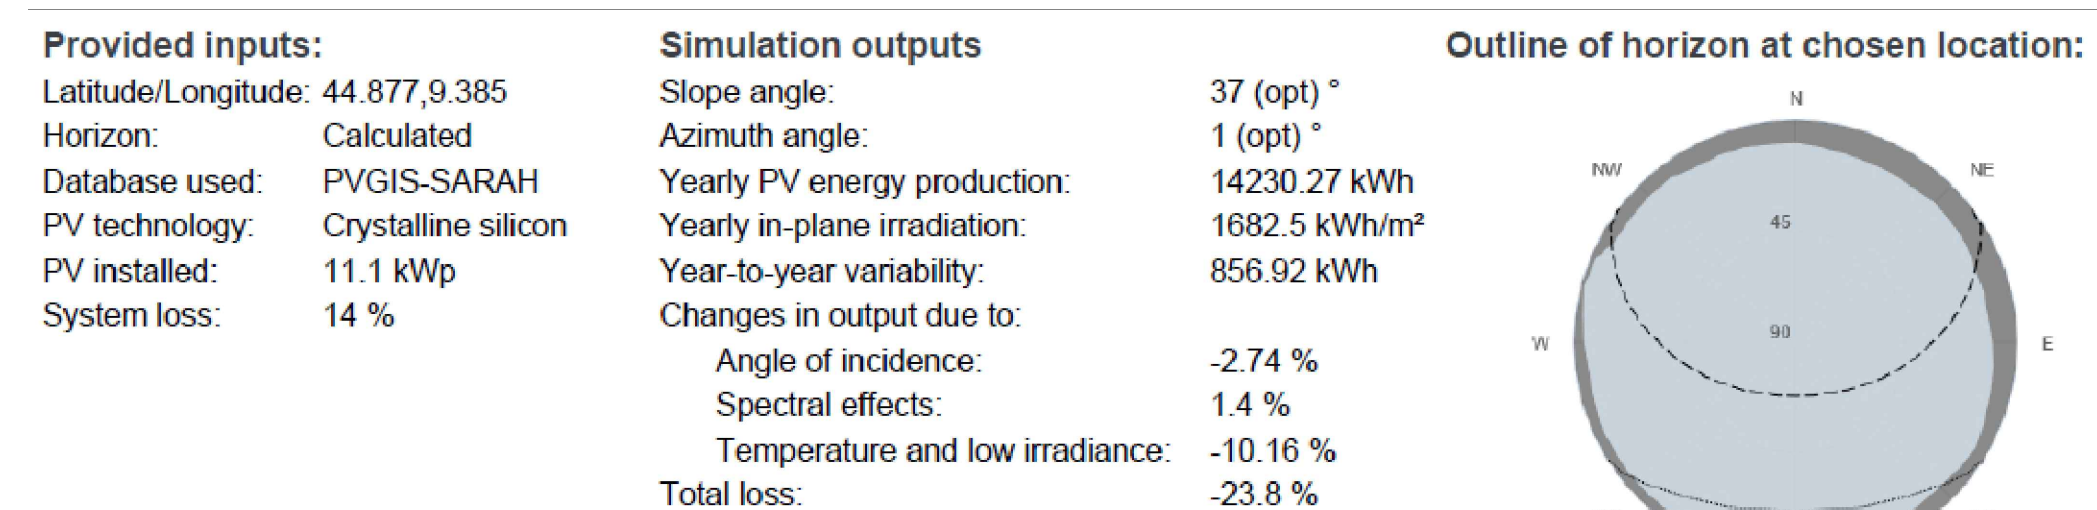 Provided inputs:
Latitude/Longitude: 44.877,9.385
Horizon: Calculated
Database used: PVGIS-SARAH
PV technology: Crystalline silicon
PV installed: 11.1 kWp
System loss: 14 %
Simulation outputs
Slope angle: 37 (opt) °
Azimuth angle: 1 (opt) °
Yearly PV energy production: 14230.27 kWh
Yearly in-plane irradiation: 1682.5 kWh/m²
Year-to-year variability: 856.92 kWh
Changes in output due to:
Angle of incidence: -2.74 %
Spectral effects: 1.4 %
Temperature and low irradiance: -10.16 %
Total loss: -23.8 %
Outline of horizon at chosen location:
N
NW NE
45
90
W E